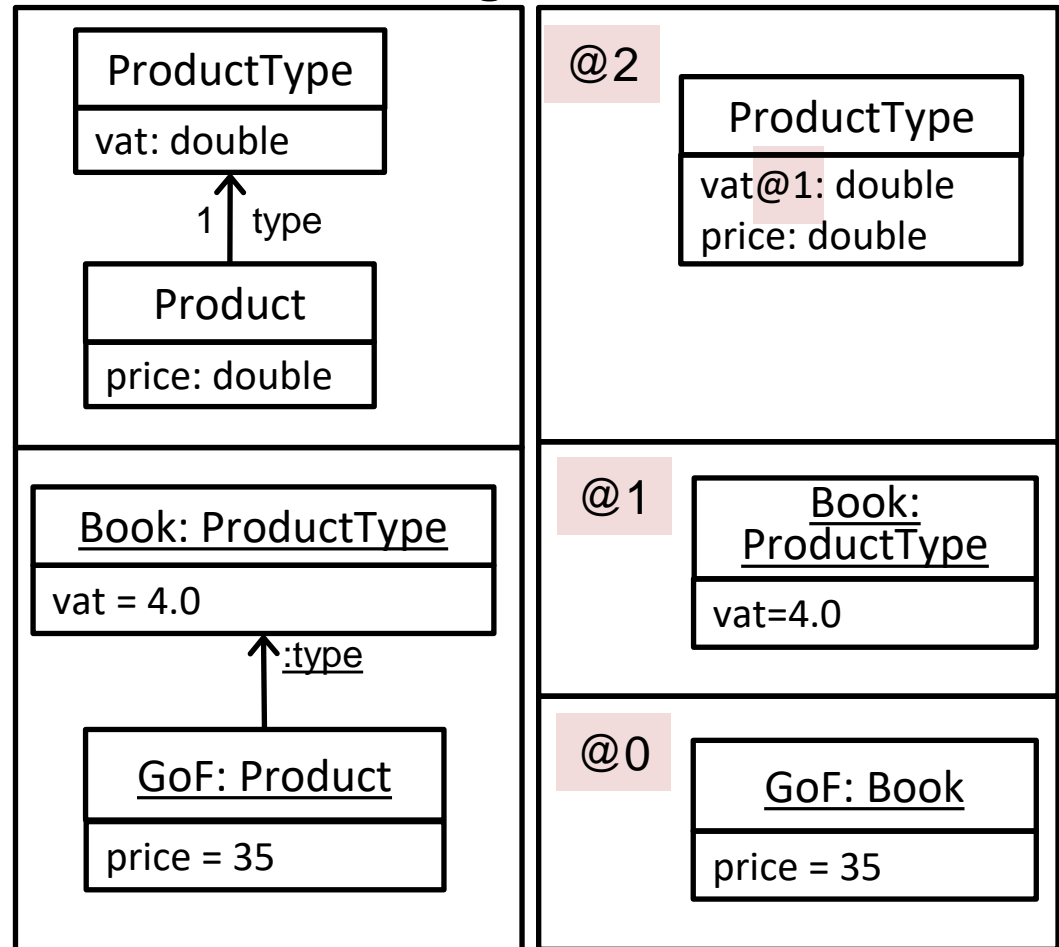 ProductType
vat: double
1 type
Product
price: double
Book: ProductType
vat = 4.0
:type
GoF: Product
price = 35
@2
ProductType
vat@1: double
price: double
@1
Book:
ProductType
vat=4.0
@0
GoF: Book
price = 35